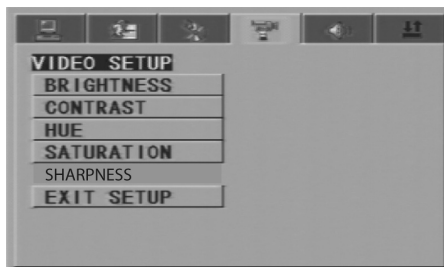 VIDEO SETUP
BRIGHTNESS
CONTRAST
HUE
SATURATION
SHARPNESS
EXIT SETUP